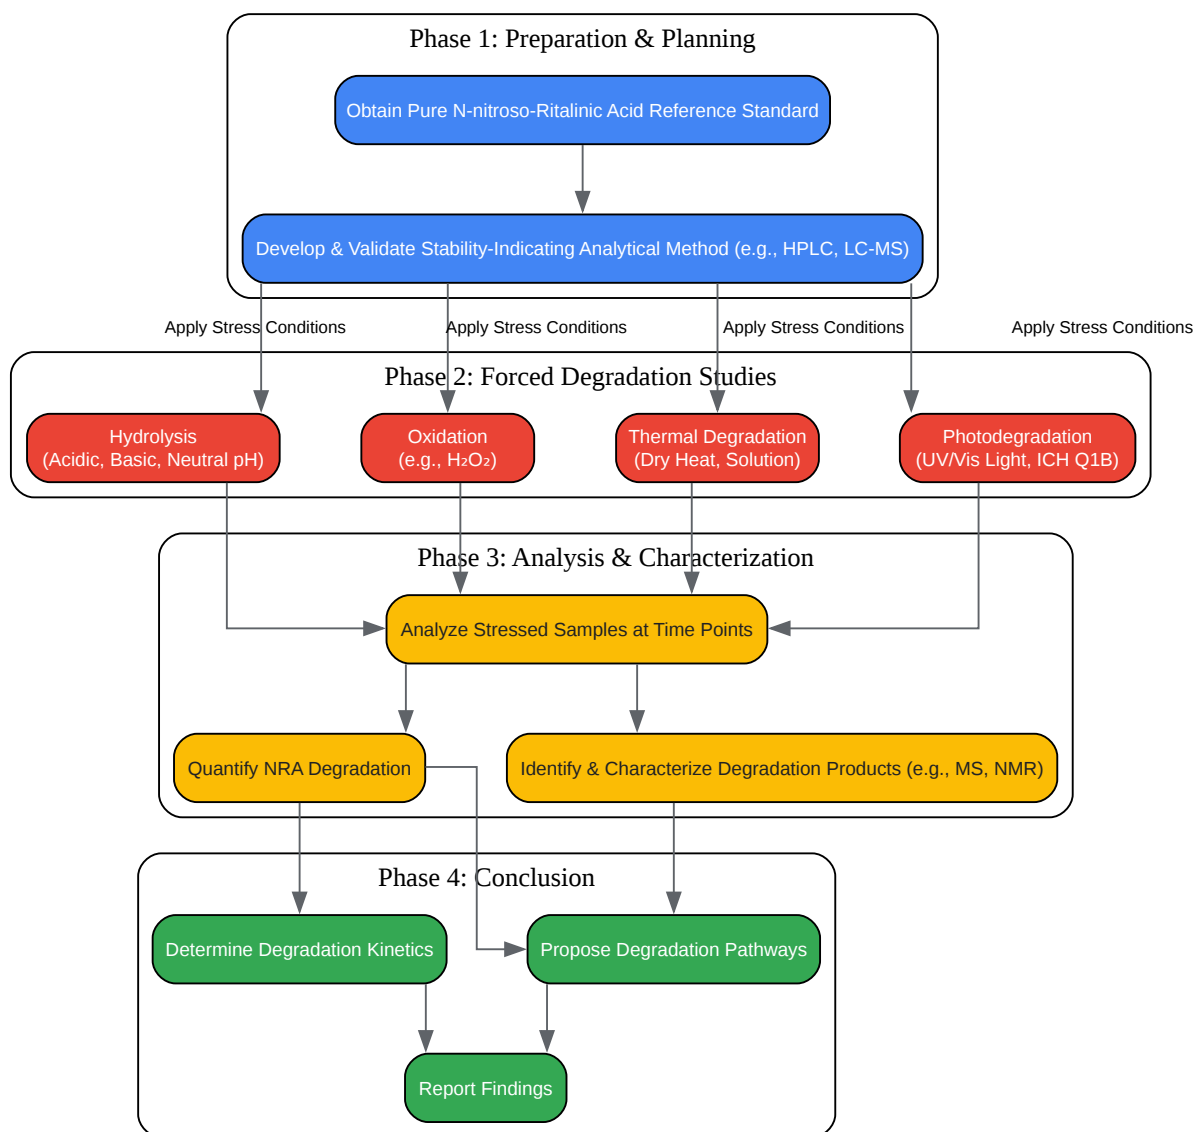 Phase 1: Preparation & Planning
Obtain Pure N-nitroso-Ritalinic Acid Reference Standard
Develop & Validate Stability-Indicating Analytical Method (e.g., HPLC, LC-MS)
Apply Stress Conditions
Apply Stress Conditions
Apply Stress Conditions
Apply Stress Conditions
Phase 2: Forced Degradation Studies
Hydrolysis
(Acidic, Basic, Neutral pH)
Oxidation
(e.g., H₂O₂)
Thermal Degradation
(Dry Heat, Solution)
Photodegradation
(UV/Vis Light, ICH Q1B)
Phase 3: Analysis & Characterization
Analyze Stressed Samples at Time Points
Quantify NRA Degradation
Identify & Characterize Degradation Products (e.g., MS, NMR)
Phase 4: Conclusion
Determine Degradation Kinetics
Propose Degradation Pathways
Report Findings